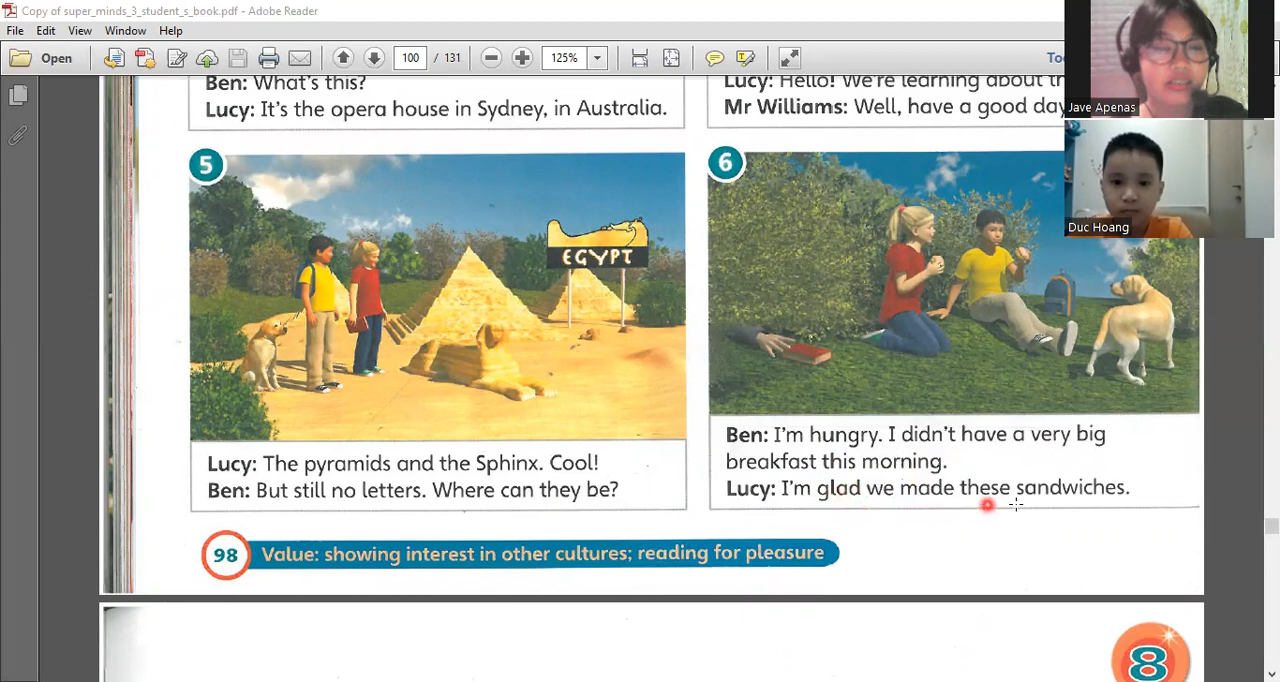 Copy of super_minds_3_student_s_book.pdf - Adobe Reader
File Edit View Window Help
Open 100 / 131 125%
Jave Apenas
Duc Hoang
Ben: What's this?
Lucy: It's the opera house in Sydney, in Australia.
Lucy: Hello! We're learning about
Mr Williams: Well, have a good day
5
EGYPT
Lucy: The pyramids and the Sphinx. Cool!
Ben: But still no letters. Where can they be?
6
Ben: I'm hungry. I didn't have a very big
breakfast this morning.
Lucy: I'm glad we made these sandwiches.
98 Value: showing interest in other cultures; reading for pleasure
8